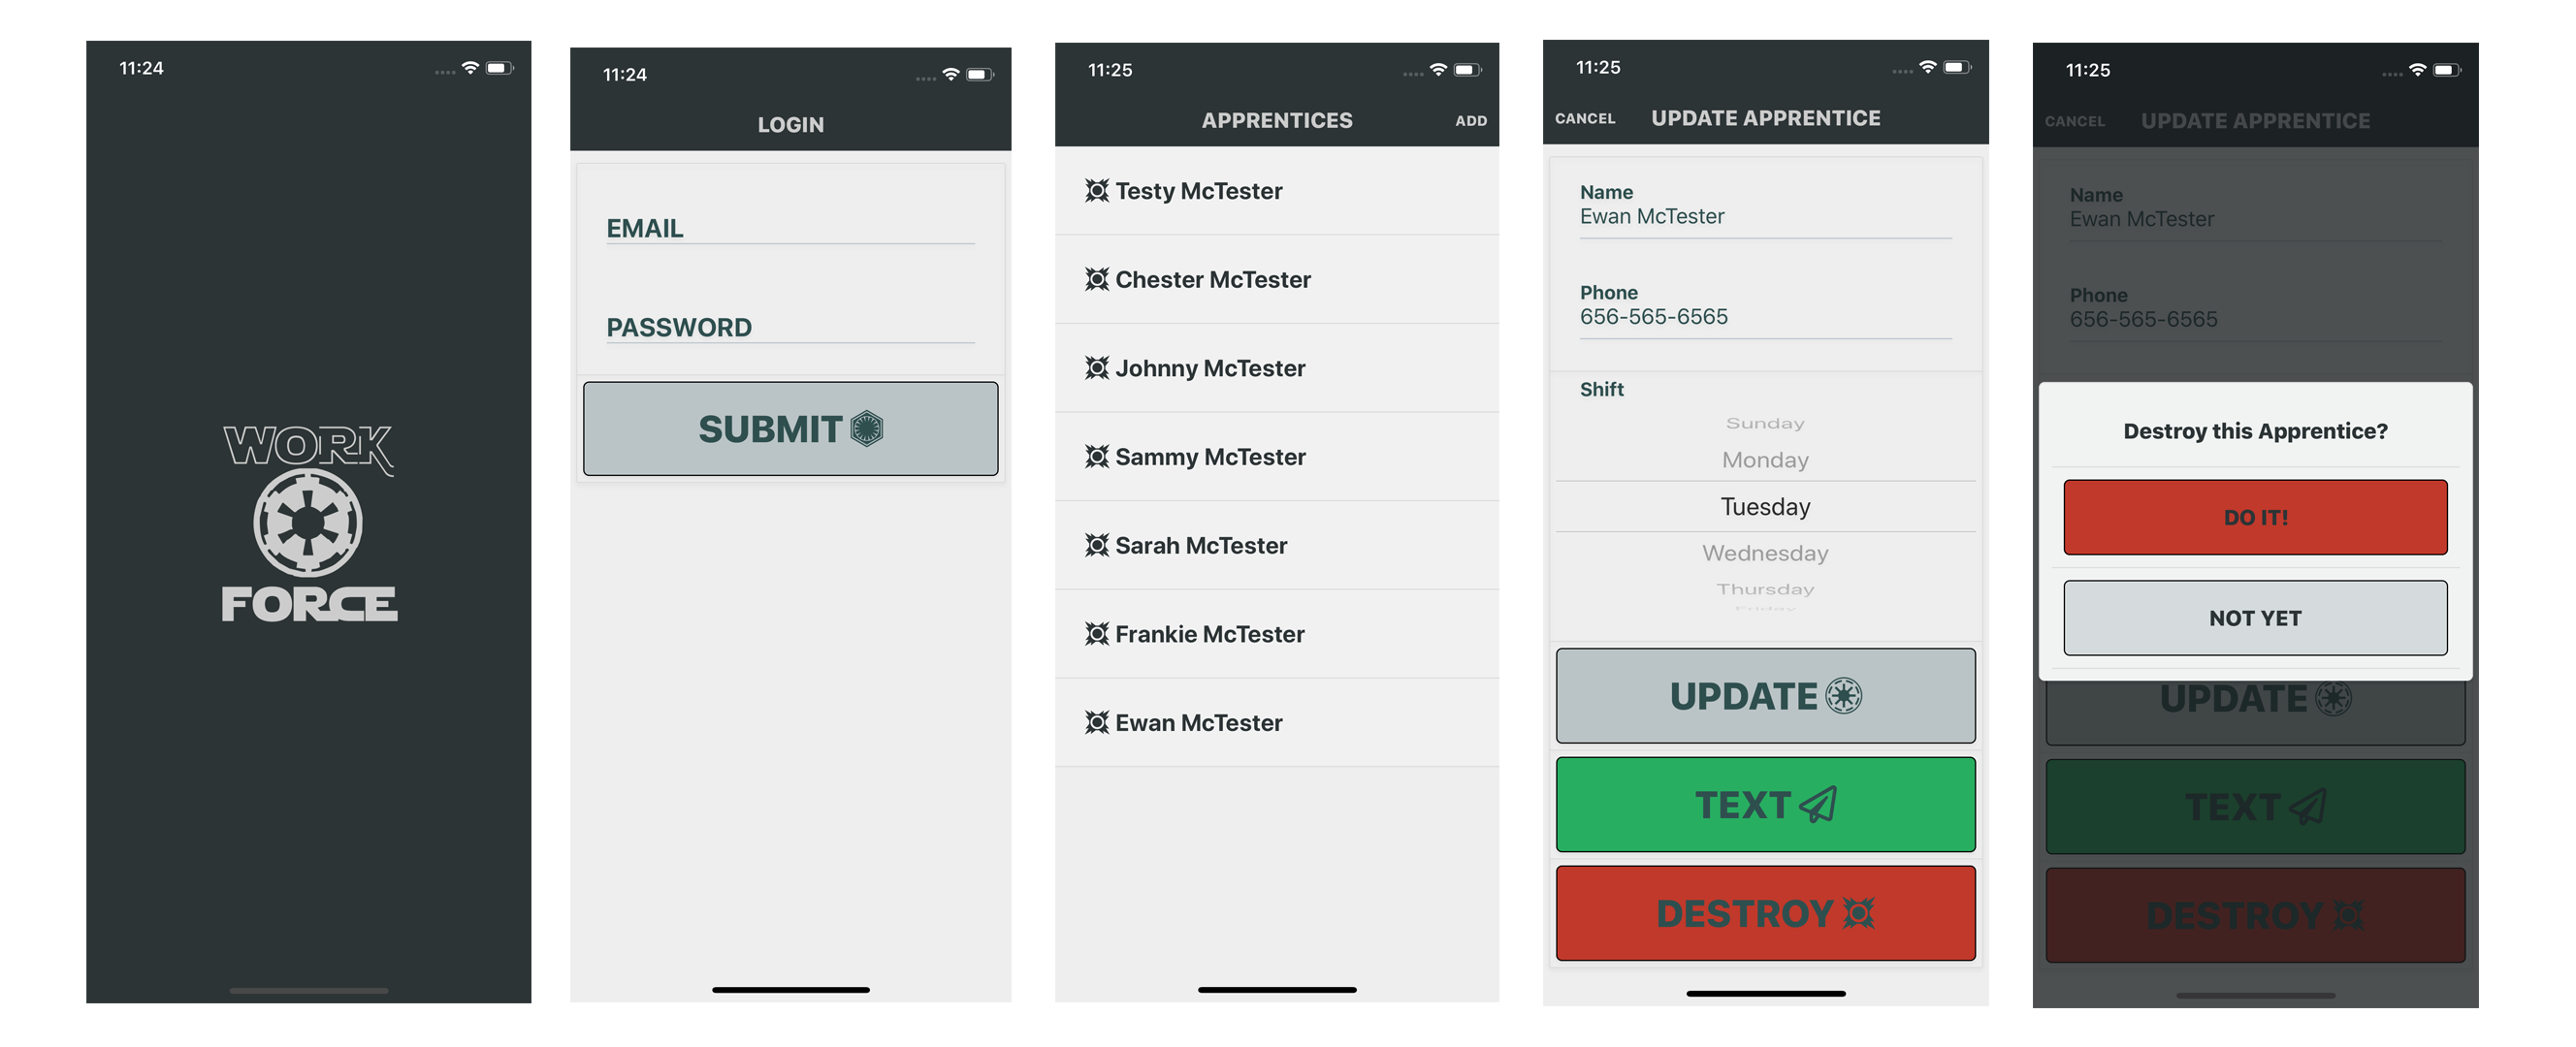 11:24
WORK
FORCE
11:24
LOGIN
EMAIL
PASSWORD
SUBMIT
11:25
APPRENTICES ADD
Testy McTester
Chester McTester
Johnny McTester
Sammy McTester
Sarah McTester
Frankie McTester
Ewan McTester
11:25
CANCEL UPDATE APPRENTICE
Name
Ewan McTester
Phone
656-565-6565
Shift
Sunday
Monday
Tuesday
Wednesday
Thursday
Friday
UPDATE
TEXT
DESTROY
11:25
CANCEL UPDATE APPRENTICE
Name
Ewan McTester
Phone
656-565-6565
Destroy this Apprentice?
DO IT!
NOT YET
UPDATE
TEXT
DESTROY